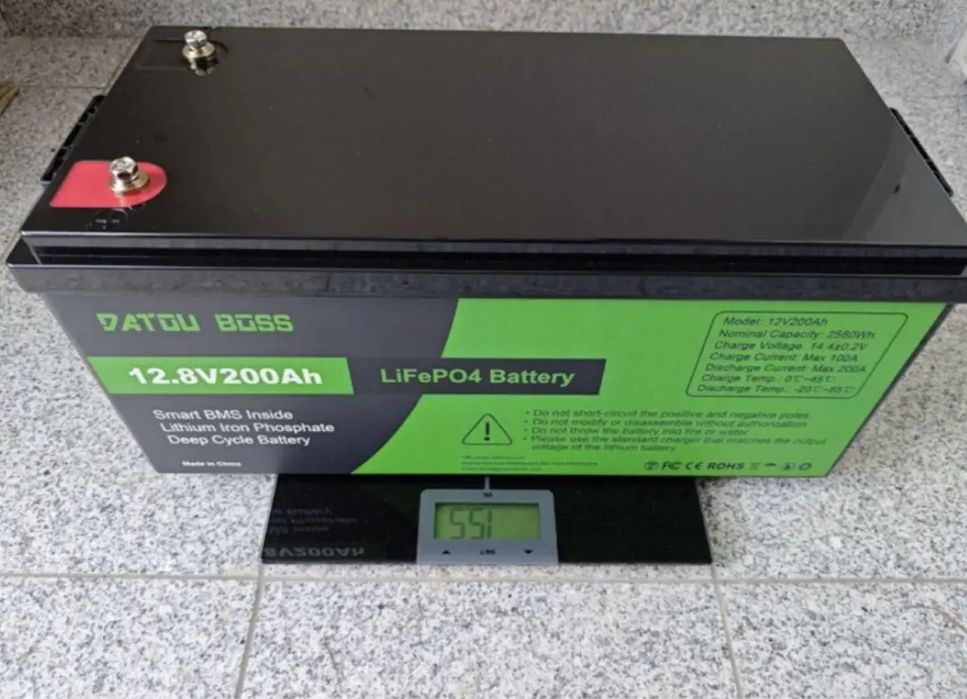 DATOU BOSS
12.8V200Ah
LiFePO4 Battery
Smart BMS Inside
Lithium Iron Phosphate
Deep Cycle Battery
Made in China
Model: 12V200Ah
Nominal Capacity: 2560Wh
Charge Voltage: 14.4±0.2V
Charge Current: Max 100A
Discharge Current: Max 200A
Charge Temp.: 0℃~45℃
Discharge Temp.: -20℃~65℃
• Do not short-circuit the positive and negative poles
• Do not modify or disassemble without authorization
• Do not throw the battery into fire or water
• Please use the standard charger that matches the output
voltage of the lithium battery
FC CE ROHS
SET